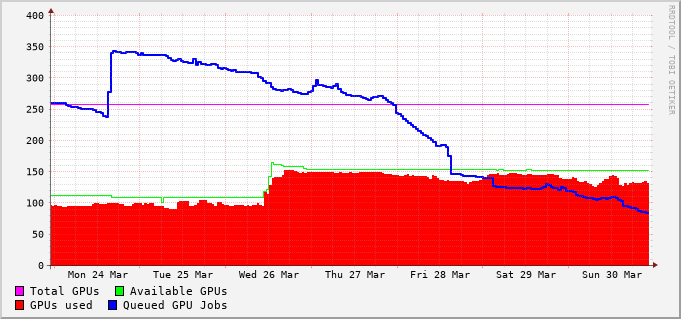 RRDTOOL / TOBI OETIKER
400
350
300
250
200
150
100
50
0
Mon 24 Mar Tue 25 Mar Wed 26 Mar Thu 27 Mar Fri 28 Mar Sat 29 Mar Sun 30 Mar
Total GPUs Available GPUs
GPUs used Queued GPU Jobs